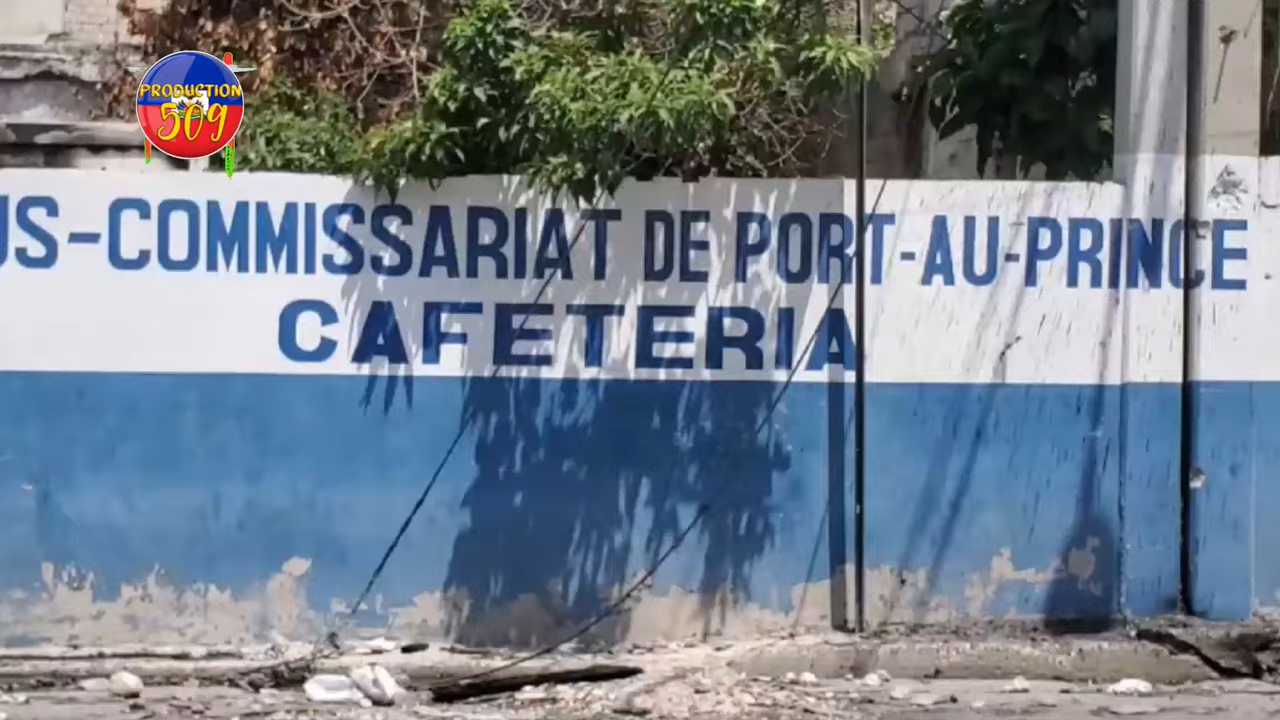 PRODUCTION
509
US-COMMISSARIAT DE PORT-AU-PRINCE
CAFETERIA